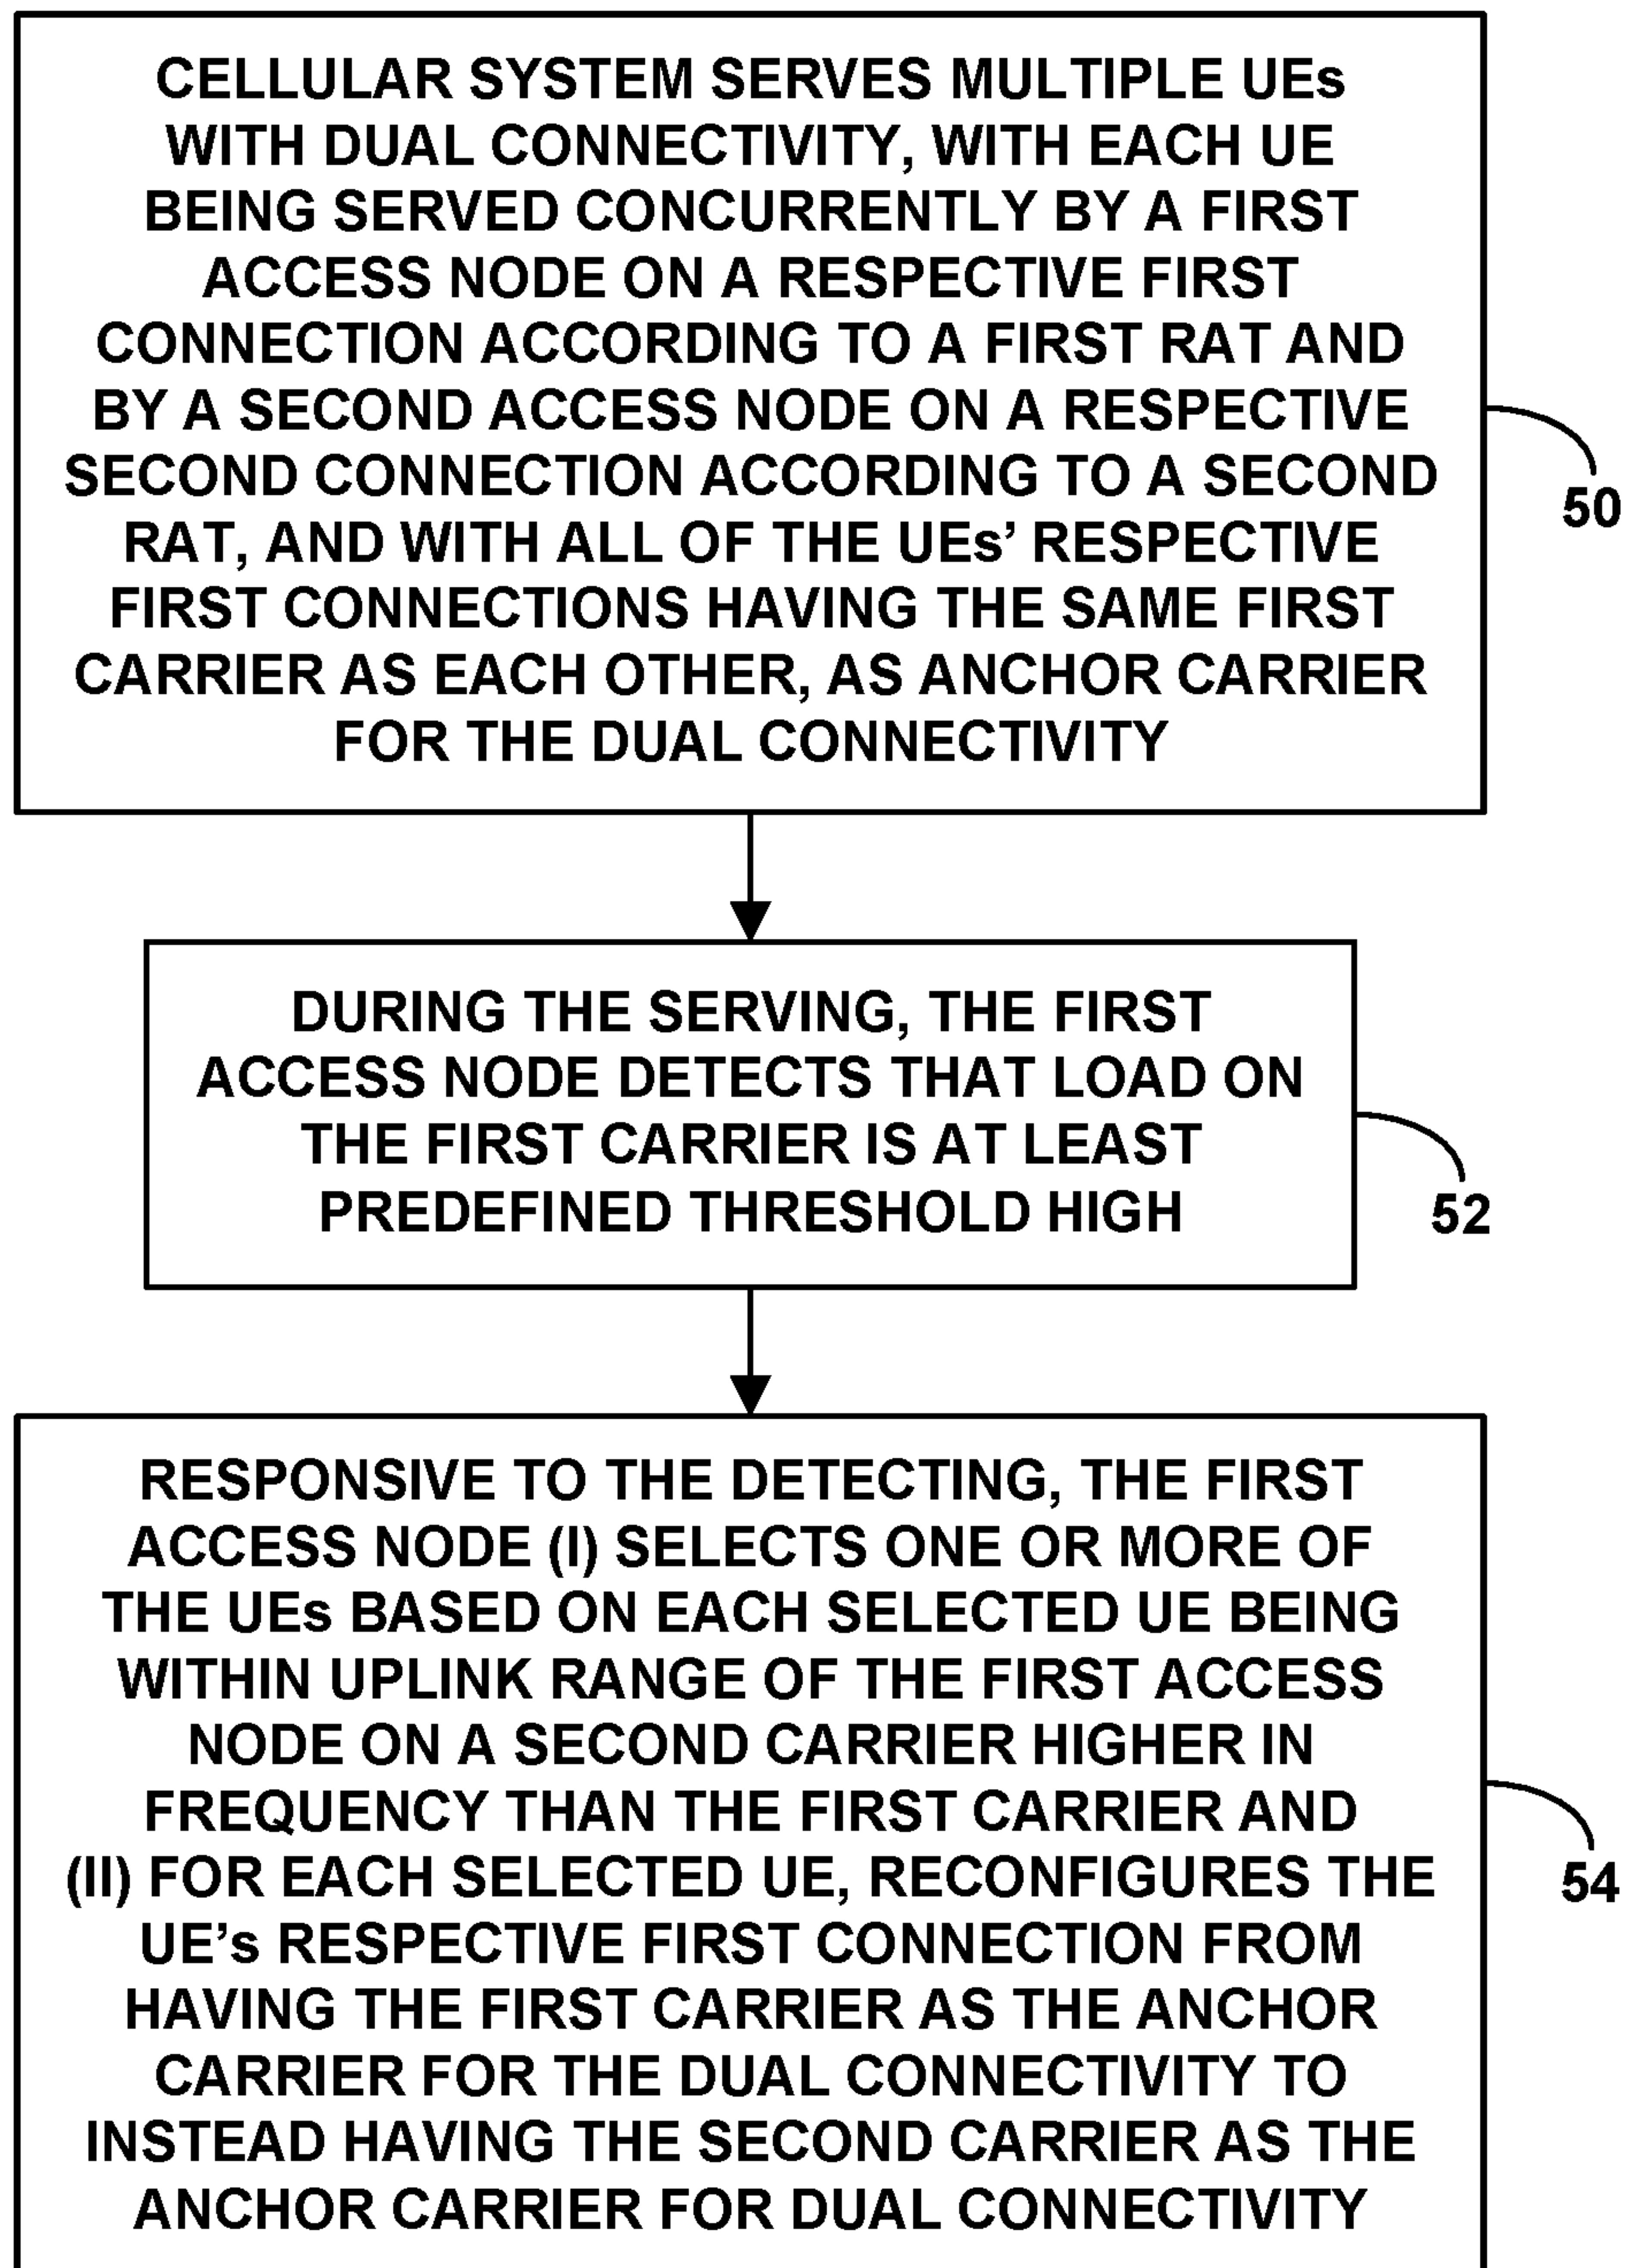 CELLULAR SYSTEM SERVES MULTIPLE UEs
WITH DUAL CONNECTIVITY, WITH EACH UE
BEING SERVED CONCURRENTLY BY A FIRST
ACCESS NODE ON A RESPECTIVE FIRST
CONNECTION ACCORDING TO A FIRST RAT AND
BY A SECOND ACCESS NODE ON A RESPECTIVE
SECOND CONNECTION ACCORDING TO A SECOND
RAT, AND WITH ALL OF THE UEs’ RESPECTIVE
FIRST CONNECTIONS HAVING THE SAME FIRST
CARRIER AS EACH OTHER, AS ANCHOR CARRIER
FOR THE DUAL CONNECTIVITY
50
DURING THE SERVING, THE FIRST
ACCESS NODE DETECTS THAT LOAD ON
THE FIRST CARRIER IS AT LEAST
PREDEFINED THRESHOLD HIGH
52
RESPONSIVE TO THE DETECTING, THE FIRST
ACCESS NODE (I) SELECTS ONE OR MORE OF
THE UEs BASED ON EACH SELECTED UE BEING
WITHIN UPLINK RANGE OF THE FIRST ACCESS
NODE ON A SECOND CARRIER HIGHER IN
FREQUENCY THAN THE FIRST CARRIER AND
(II) FOR EACH SELECTED UE, RECONFIGURES THE
UE’s RESPECTIVE FIRST CONNECTION FROM
HAVING THE FIRST CARRIER AS THE ANCHOR
CARRIER FOR THE DUAL CONNECTIVITY TO
INSTEAD HAVING THE SECOND CARRIER AS THE
ANCHOR CARRIER FOR DUAL CONNECTIVITY
54